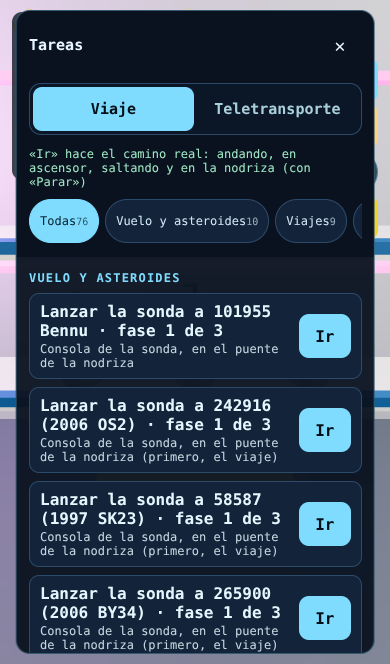 Tareas
×
Viaje
Teletransporte
«Ir» hace el camino real: andando, en
ascensor, saltando y en la nodriza (con
«Parar»)
Todas76
Vuelo y asteroides10
Viajes9
VUELO Y ASTEROIDES
Lanzar la sonda a 101955
Bennu · fase 1 de 3
Consola de la sonda, en el puente
de la nodriza
Ir
Lanzar la sonda a 242916
(2006 OS2) · fase 1 de 3
Consola de la sonda, en el puente
de la nodriza (primero, el viaje)
Ir
Lanzar la sonda a 58587
(1997 SK23) · fase 1 de 3
Consola de la sonda, en el puente
de la nodriza (primero, el viaje)
Ir
Lanzar la sonda a 265900
(2006 BY34) · fase 1 de 3
Consola de la sonda, en el puente
de la nodriza (primero, el viaje)
Ir